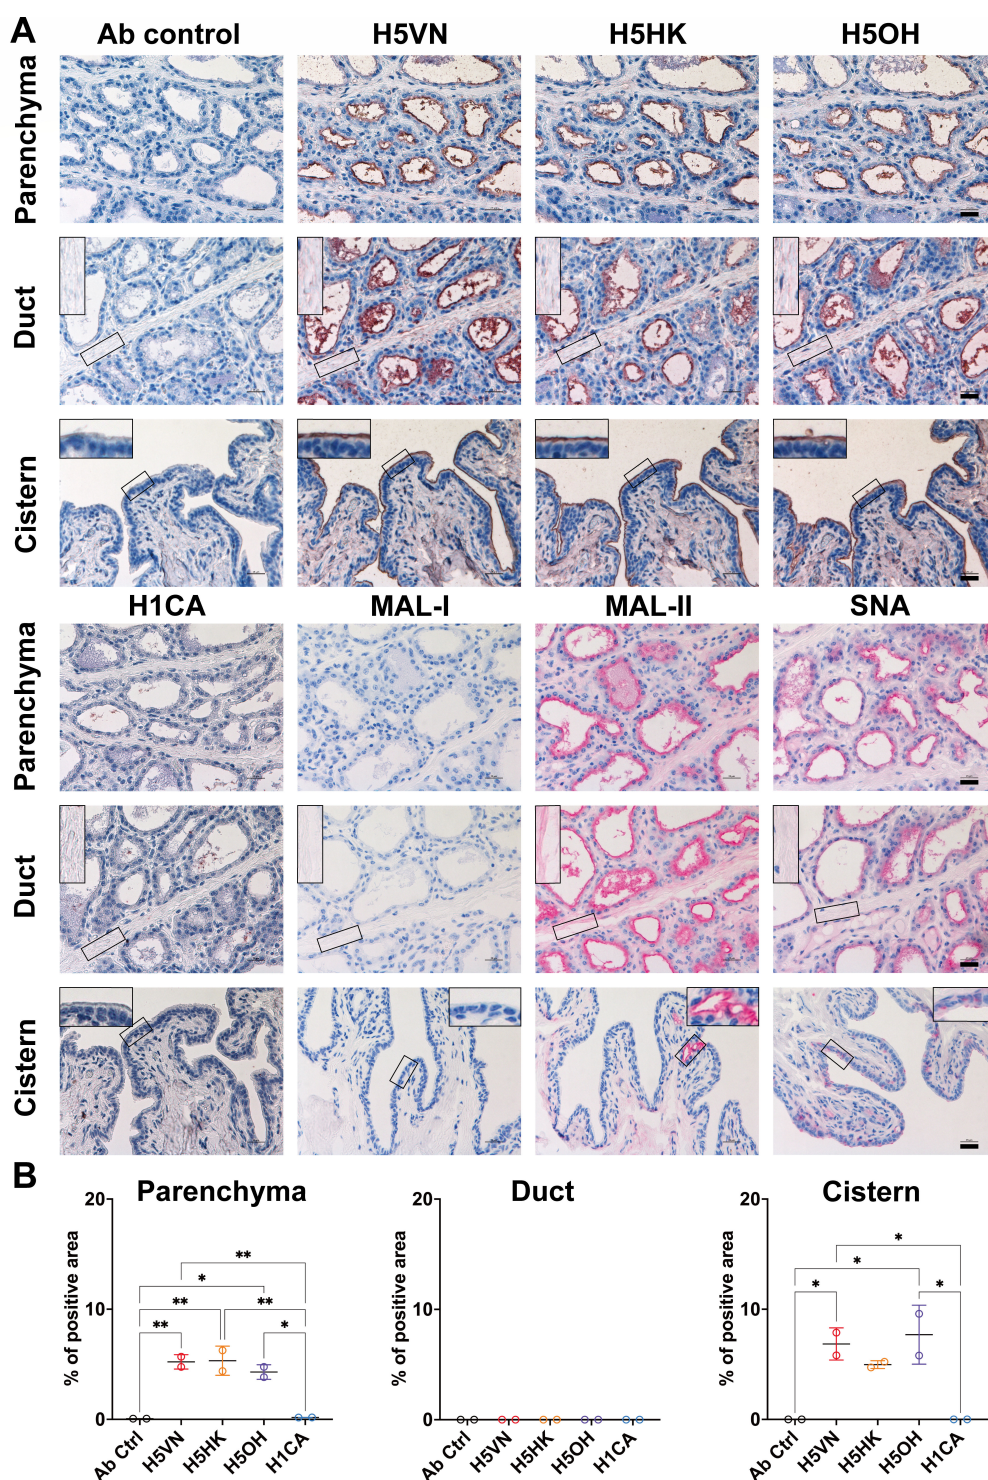 A
Ab control H5VN H5HK H5OH
Parenchyma
Duct
Cistern
H1CA MAL-I MAL-II SNA
Parenchyma
Duct
Cistern
B
Parenchyma Duct Cistern
% of positive area
20
10
0
**
*
** **
** *
Ab Ctrl H5VN H5HK H5OH H1CA
% of positive area
20
10
0
Ab Ctrl H5VN H5HK H5OH H1CA
% of positive area
20
10
0
*
*
* *
Ab Ctrl H5VN H5HK H5OH H1CA